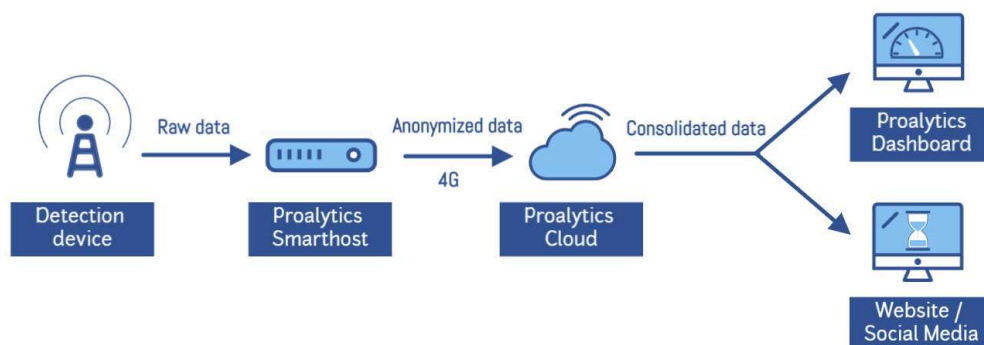 Raw data
Detection
device
Proalytics
Smarthost
Anonymized data
4G
Proalytics
Cloud
Consolidated data
Proalytics
Dashboard
Website /
Social Media